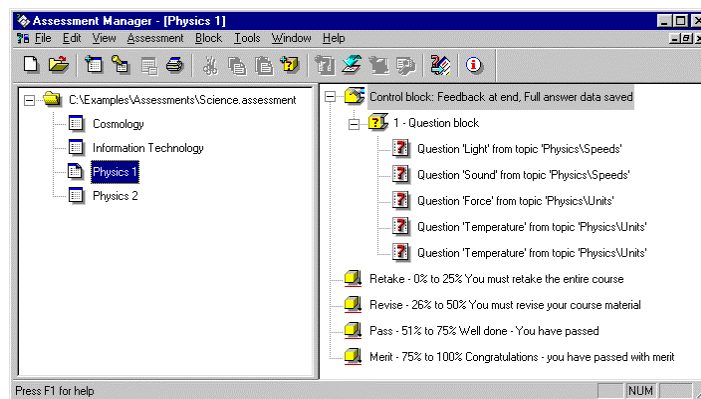 Assessment Manager - [Physics 1]
File Edit View Assessment Block Tools Window Help
C:\Examples\Assessments\Science.assessment
Cosmology
Information Technology
Physics 1
Physics 2
Control block: Feedback at end, Full answer data saved
1 - Question block
Question 'Light' from topic 'Physics\Speeds'
Question 'Sound' from topic 'Physics\Speeds'
Question 'Force' from topic 'Physics\Units'
Question 'Temperature' from topic 'Physics\Units'
Question 'Temperature' from topic 'Physics\Units'
Retake - 0% to 25% You must retake the entire course
Revise - 26% to 50% You must revise your course material
Pass - 51% to 75% Well done - You have passed
Merit - 75% to 100% Congratulations - you have passed with merit
Press F1 for help
NUM